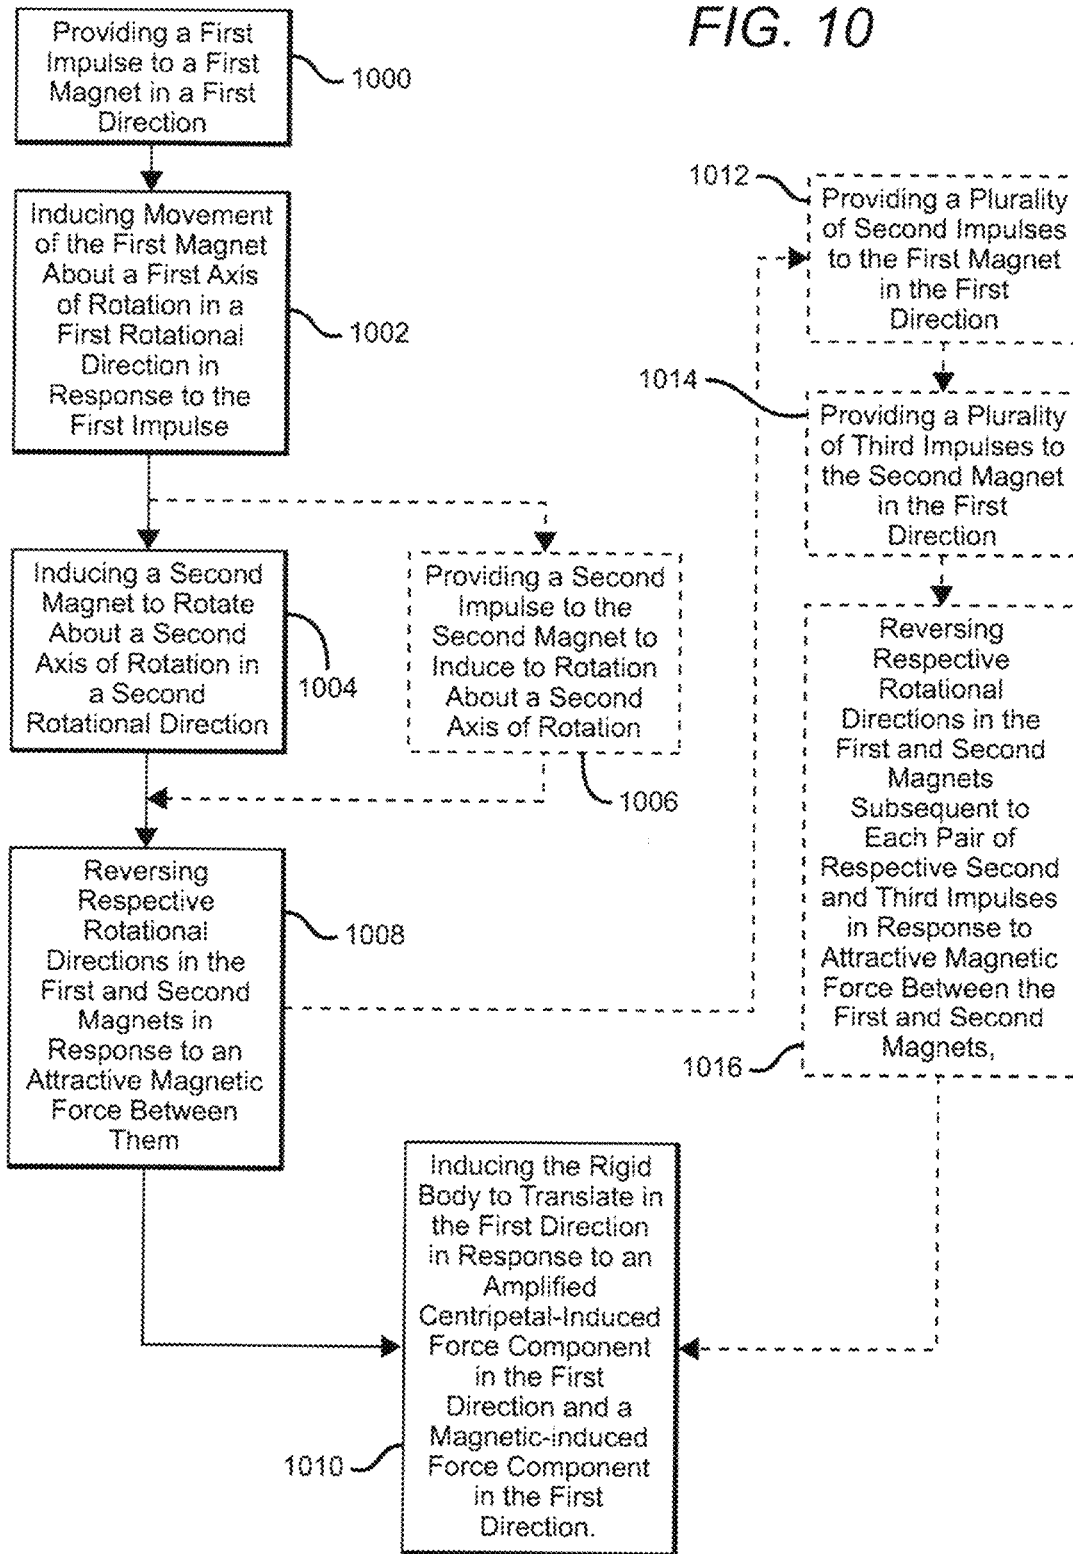 FIG. 10
Providing a First
Impulse to a First
Magnet in a First
Direction
1000
Inducing Movement
of the First Magnet
About a First Axis
of Rotation in a
First Rotational
Direction in
Response to the
First Impulse
1002
Inducing a Second
Magnet to Rotate
About a Second
Axis of Rotation in
a Second
Rotational Direction
1004
Providing a Second
Impulse to the
Second Magnet to
Induce to Rotation
About a Second
Axis of Rotation
1006
Reversing
Respective
Rotational
Directions in the
First and Second
Magnets in
Response to an
Attractive Magnetic
Force Between
Them
1008
1012
Providing a Plurality
of Second Impulses
to the First Magnet
in the First
Direction
1014
Providing a Plurality
of Third Impulses to
the Second Magnet
in the First
Direction
Reversing
Respective
Rotational
Directions in the
First and Second
Magnets
Subsequent to
Each Pair of
Respective Second
and Third Impulses
in Response to
Attractive Magnetic
Force Between the
First and Second
Magnets,
1016
Inducing the Rigid
Body to Translate in
the First Direction
in Response to an
Amplified
Centripetal-Induced
Force Component
in the First
Direction and a
Magnetic-induced
Force Component
in the First
Direction.
1010